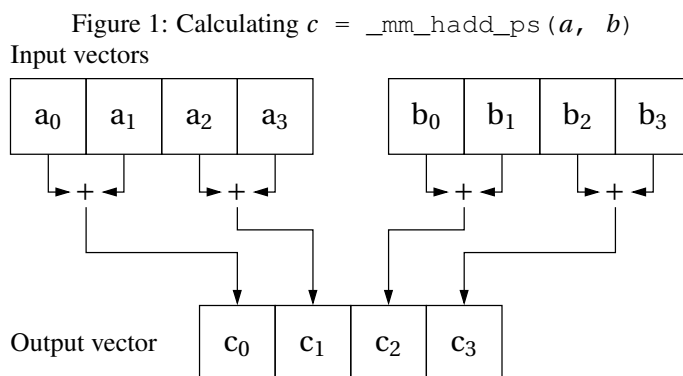 Figure 1: Calculating c = _mm_hadd_ps(a, b)
Input vectors
a₀ a₁ a₂ a₃ b₀ b₁ b₂ b₃
+ + + +
Output vector c₀ c₁ c₂ c₃